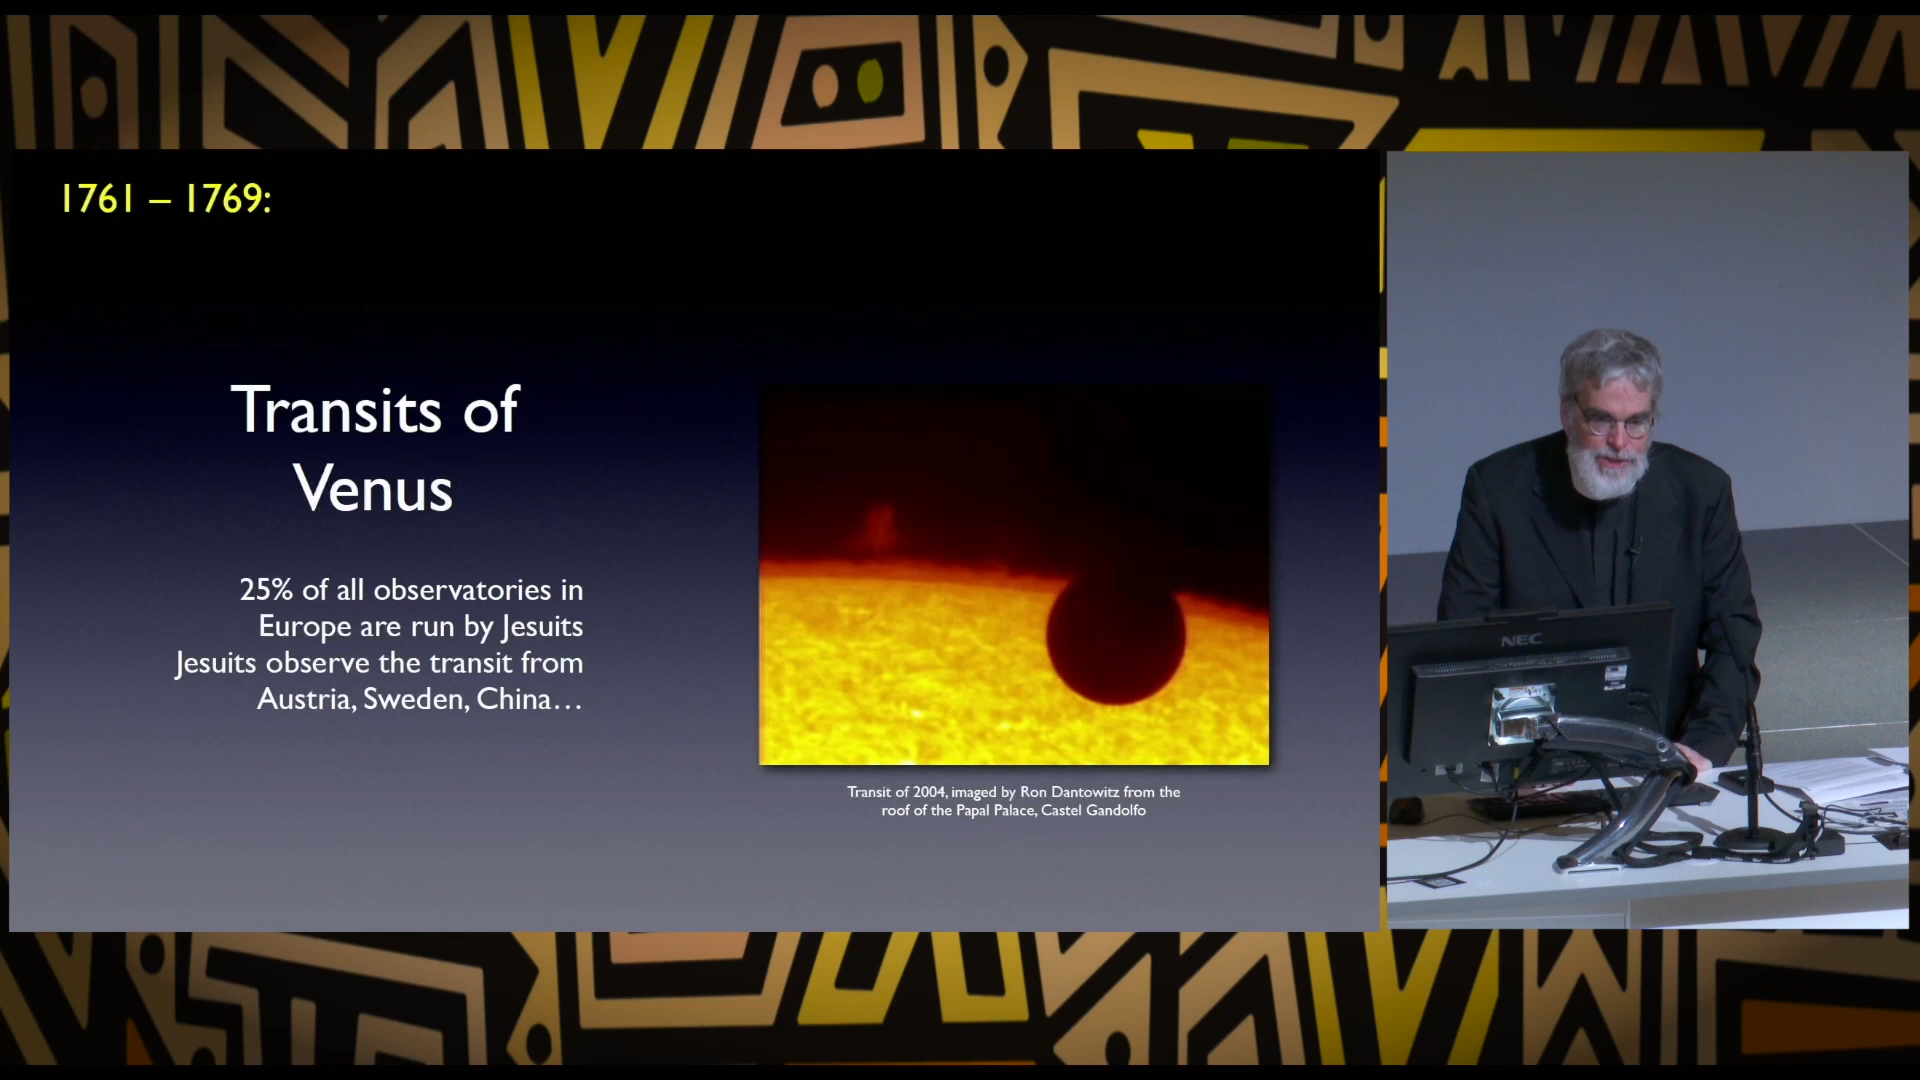 1761 – 1769:
Transits of
Venus
25% of all observatories in
Europe are run by Jesuits
Jesuits observe the transit from
Austria, Sweden, China…
Transit of 2004, imaged by Ron Dantowitz from the
roof of the Papal Palace, Castel Gandolfo
NEC